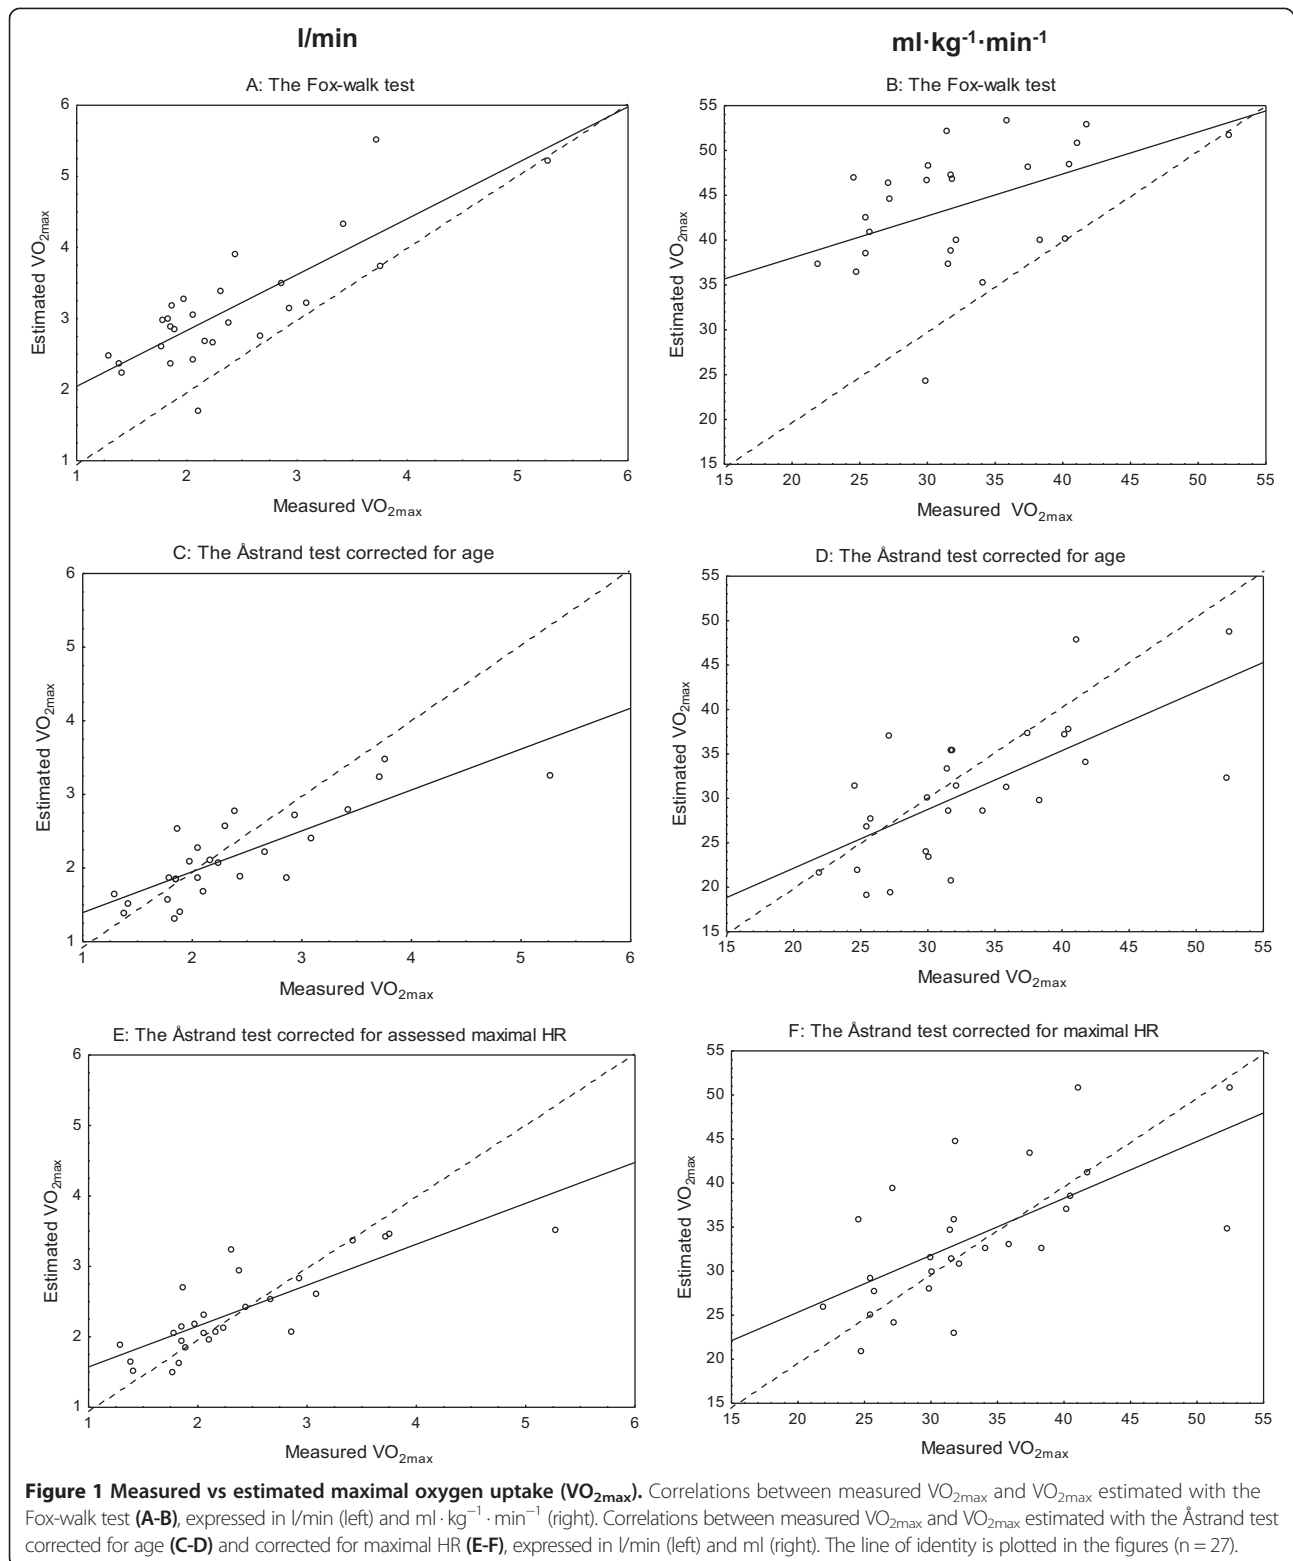 l/min
ml·kg⁻¹·min⁻¹
A: The Fox-walk test
6
5
4
3
2
1
Estimated VO₂max
1 2 3 4 5 6
Measured VO₂max
B: The Fox-walk test
55
50
45
40
35
30
25
20
15
Estimated VO₂max
15 20 25 30 35 40 45 50 55
Measured VO₂max
C: The Åstrand test corrected for age
6
5
4
3
2
1
Estimated VO₂max
1 2 3 4 5 6
Measured VO₂max
D: The Åstrand test corrected for age
55
50
45
40
35
30
25
20
15
Estimated VO₂max
15 20 25 30 35 40 45 50 55
Measured VO₂max
E: The Åstrand test corrected for assessed maximal HR
6
5
4
3
2
1
Estimated VO₂max
1 2 3 4 5 6
Measured VO₂max
F: The Åstrand test corrected for maximal HR
55
50
45
40
35
30
25
20
15
Estimated VO₂max
15 20 25 30 35 40 45 50 55
Measured VO₂max
Figure 1 Measured vs estimated maximal oxygen uptake (VO₂max). Correlations between measured VO₂max and VO₂max estimated with the
Fox-walk test (A-B), expressed in l/min (left) and ml·kg⁻¹·min⁻¹ (right). Correlations between measured VO₂max and VO₂max estimated with the Åstrand test
corrected for age (C-D) and corrected for maximal HR (E-F), expressed in l/min (left) and ml (right). The line of identity is plotted in the figures (n = 27).